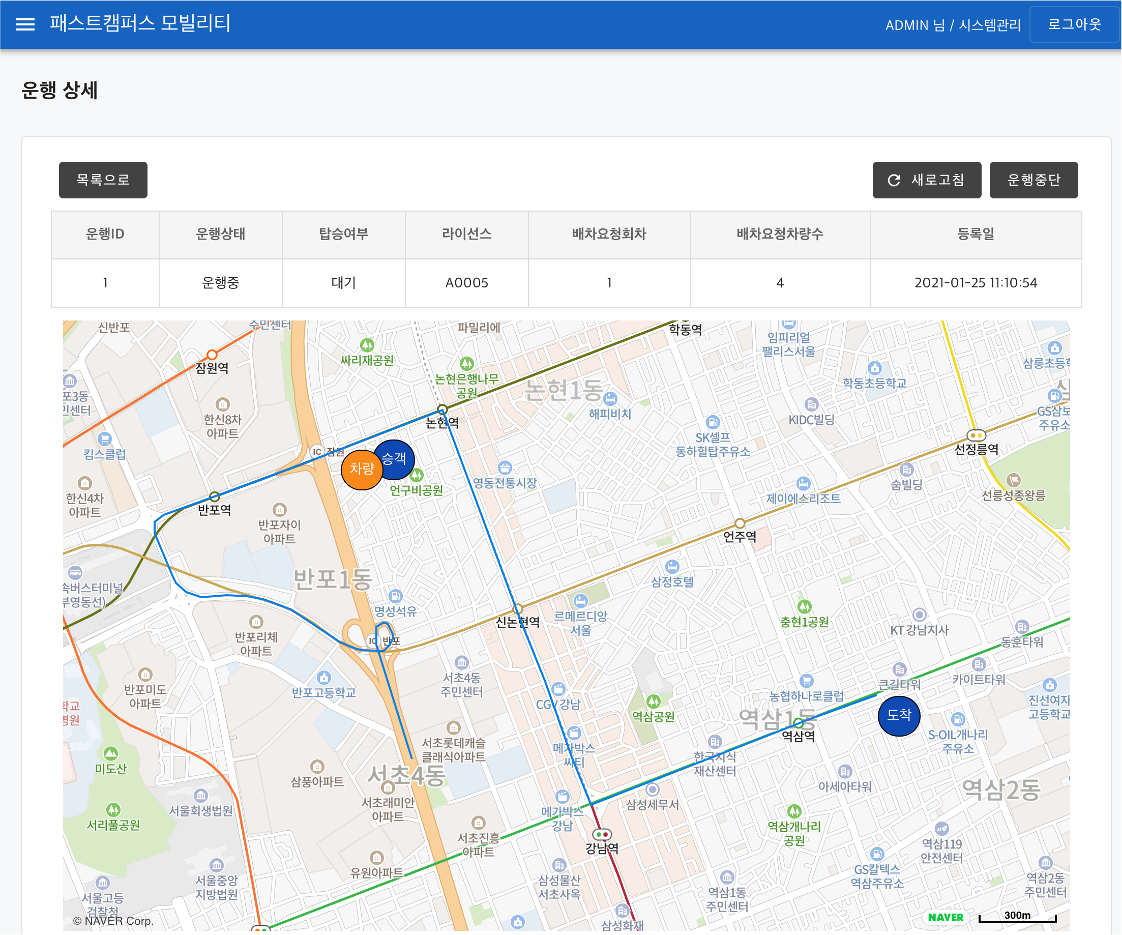 패스트캠퍼스 모빌리티
ADMIN 님 / 시스템관리
로그아웃
운행 상세
목록으로
새로고침
운행중단
운행ID 운행상태 탑승여부 라이선스 배차요청회차 배차요청차량수 등록일
1 운행중 대기 A0005 1 4 2021-01-25 11:10:54
신반포
주민센터
파밀리에
학동역
임피리얼
팰리스서울
싸리재공원
잠원역
삼릉초등학
논현은행나무
공원
논현1동
학동초등학교
포3동
민센터
해피비치
한신8차
아파트
KIDC빌딩
GS삼보
주유소
논현역
SK셀프
동하힐탑주유소
킴스클럽
IC 잠원
승객
차량
선정릉역
언구비공원
영동전통시장
숨빌딩
한신4차
아파트
제이에스리조트
선릉성종왕릉
반포역
반포자이
아파트
언주역
반포1동
삼정호텔
속버스터미널
부영동선)
명성석유
르메르디앙
서울
신논현역
충현1공원
KT 강남지사
반포리체
아파트
IC 반포
동훈타워
서초4동
주민센터
큰길타워
카이트타워
반포미도
아파트
반포고등학교
CGV강남
농협하나로클럽
진선여자
고등학교
학교
병원
역삼공원
역삼1동
도착
역삼역
S-OIL개나리
주유소
서초롯데캐슬
클래식아파트
메가박스
씨티
한국지식
재산센터
미도산
삼풍아파트
서초4동
아세아타워
역삼2동
서초래미안
아파트
서울회생법원
메가박스
강남
삼성세무서
서리풀공원
역삼개나리
공원
서초진흥
아파트
강남역
역삼119
안전센터
유원아파트
서울중앙
지방법원
삼성물산
서초사옥
GS칼텍스
역삼주유소
역삼1동
주민센터
역삼2동
주민센터
서울고등
검찰청
© NAVER Corp.
삼성화재
NAVER
300m